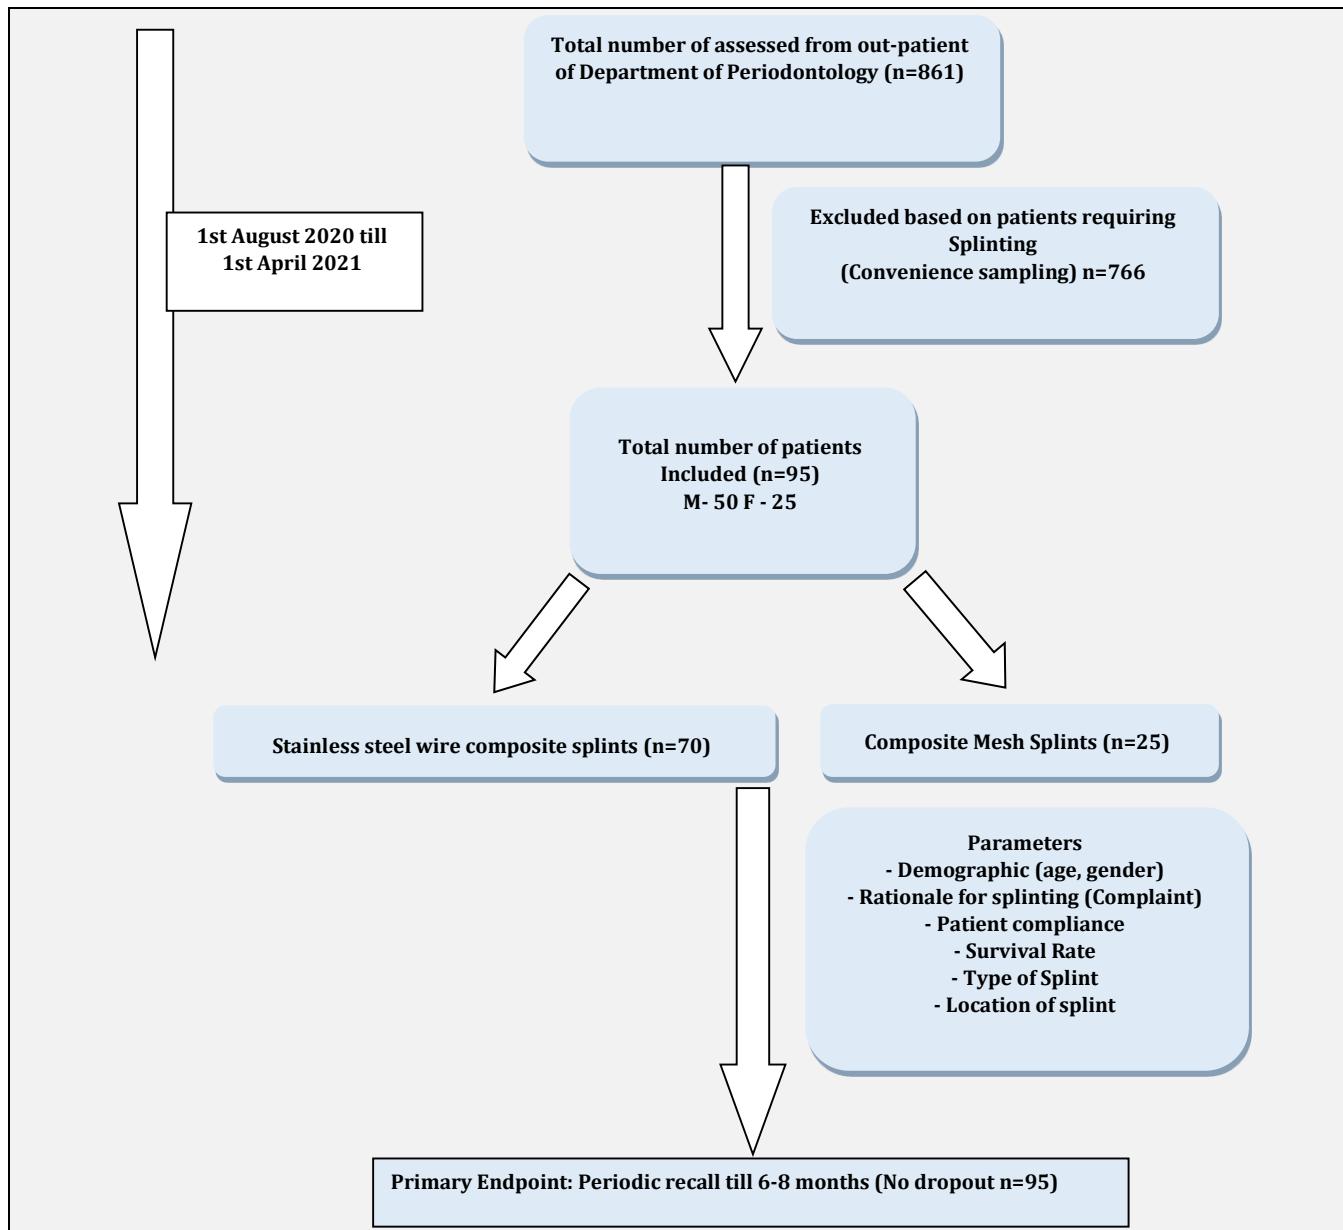 Total number of assessed from out-patient
of Department of Periodontology (n=861)
1st August 2020 till
1st April 2021
Excluded based on patients requiring
Splinting
(Convenience sampling) n=766
Total number of patients
Included (n=95)
M- 50 F - 25
Stainless steel wire composite splints (n=70)
Composite Mesh Splints (n=25)
Parameters
- Demographic (age, gender)
- Rationale for splinting (Complaint)
- Patient compliance
- Survival Rate
- Type of Splint
- Location of splint
Primary Endpoint: Periodic recall till 6-8 months (No dropout n=95)